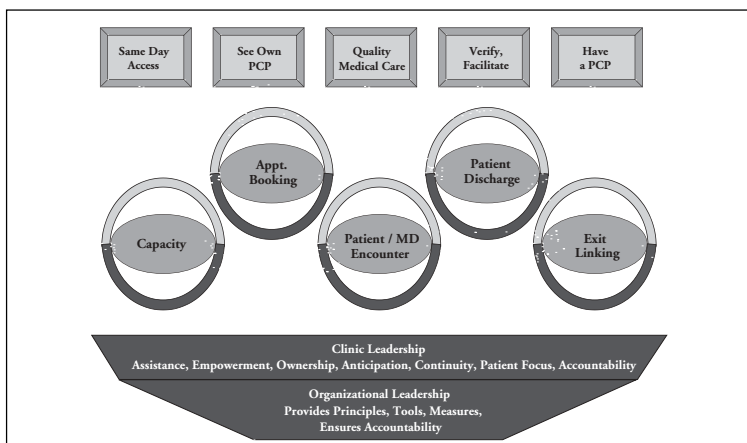 Same Day
Access
See Own
PCP
Quality
Medical Care
Verify,
Facilitate
Have
a PCP
Appt.
Booking
Patient
Discharge
Capacity
Patient / MD
Encounter
Exit
Linking
Clinic Leadership
Assistance, Empowerment, Ownership, Anticipation, Continuity, Patient Focus, Accountability
Organizational Leadership
Provides Principles, Tools, Measures,
Ensures Accountability